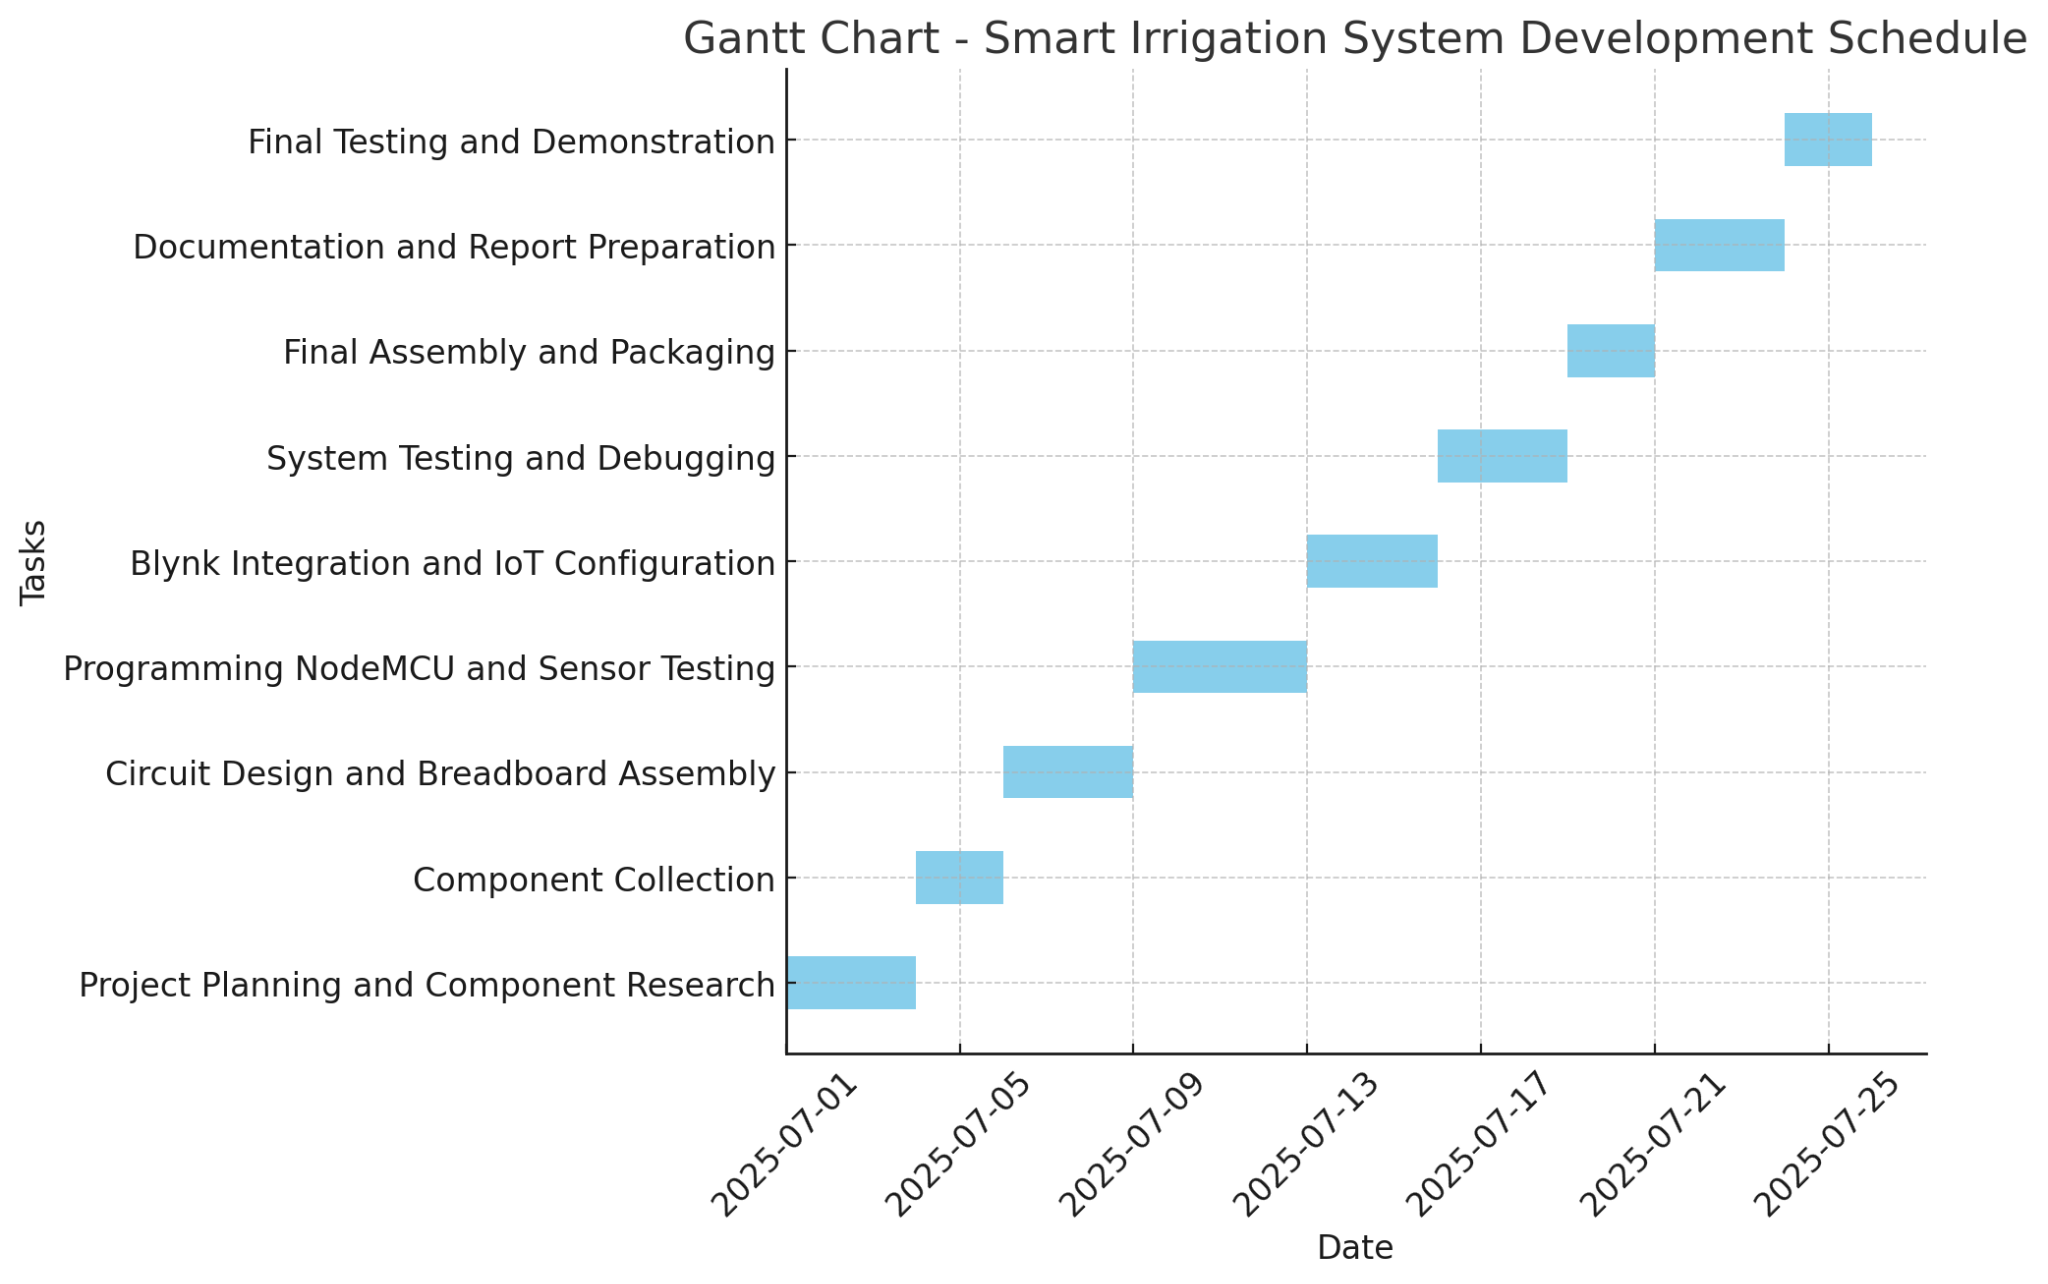 Gantt Chart - Smart Irrigation System Development Schedule
Final Testing and Demonstration
Documentation and Report Preparation
Final Assembly and Packaging
System Testing and Debugging
Blynk Integration and IoT Configuration
Programming NodeMCU and Sensor Testing
Circuit Design and Breadboard Assembly
Component Collection
Project Planning and Component Research
Tasks
2025-07-01
2025-07-05
2025-07-09
2025-07-13
2025-07-17
2025-07-21
2025-07-25
Date